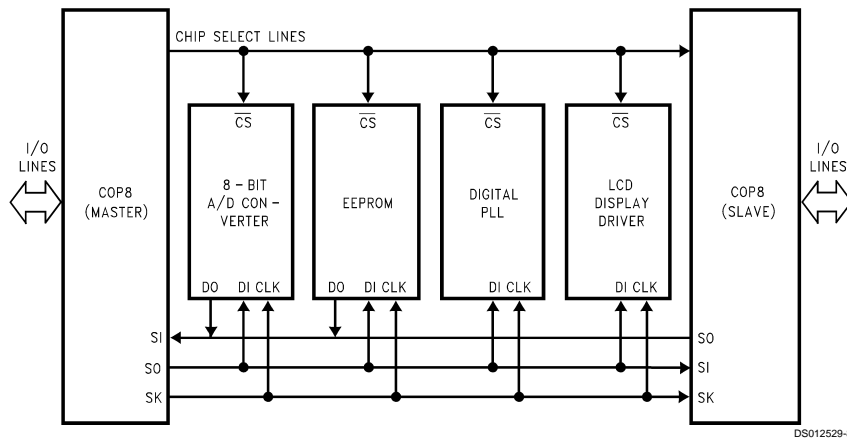 CHIP SELECT LINES
I/O
LINES
COP8
(MASTER)
SI
SO
SK
CS
8 - BIT
A/D CON -
VERTER
DO DI CLK
CS
EEPROM
DO DI CLK
CS
DIGITAL
PLL
DI CLK
CS
LCD
DISPLAY
DRIVER
DI CLK
COP8
(SLAVE)
SO
SI
SK
I/O
LINES